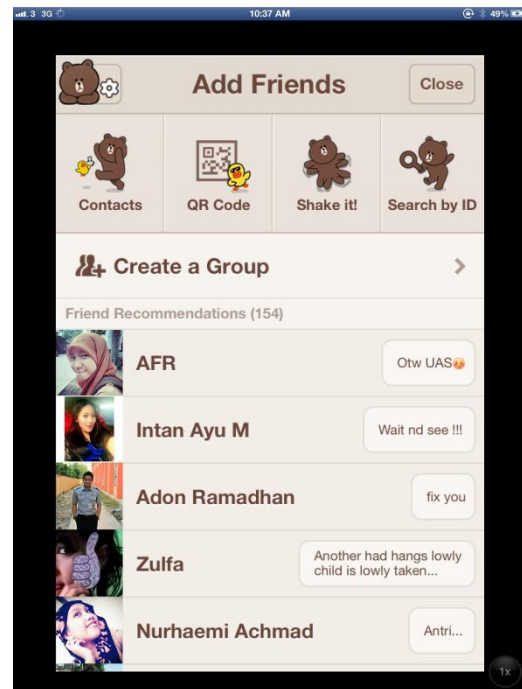 .3 3G 10:37 AM 49%
Add Friends Close
Contacts QR Code Shake it! Search by ID
Create a Group
Friend Recommendations (154)
AFR Otw UAS
Intan Ayu M Wait nd see !!!
Adon Ramadhan fix you
Zulfa Another had hangs lowly
child is lowly taken...
Nurhaemi Achmad Antri...
1x